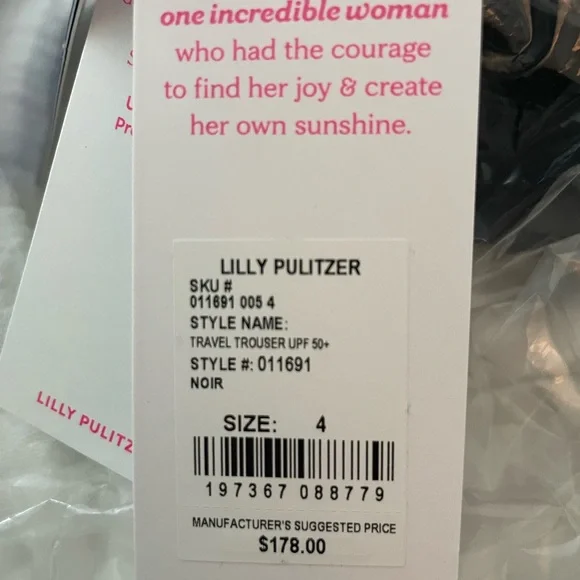 one incredible woman
who had the courage
to find her joy & create
her own sunshine.
LILLY PULITZER
SKU #
011691 005 4
STYLE NAME:
TRAVEL TROUSER UPF 50+
STYLE #: 011691
NOIR
SIZE: 4
197367 088779
MANUFACTURER'S SUGGESTED PRICE
$178.00
LILLY PULITZ